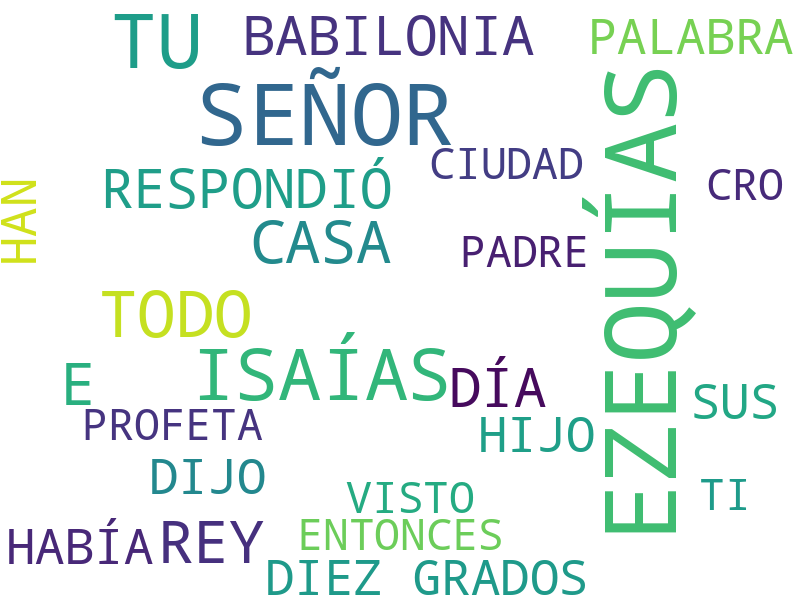 TU
BABILONIA
PALABRA
SEÑOR
CIUDAD
CRO
RESPONDIÓ
HAN
CASA
PADRE
EZEQUÍAS
TODO
ISAÍAS
DÍA
E
SUS
PROFETA
HIJO
DIJO
VISTO
TI
HABÍA
REY
ENTONCES
DIEZ GRADOS